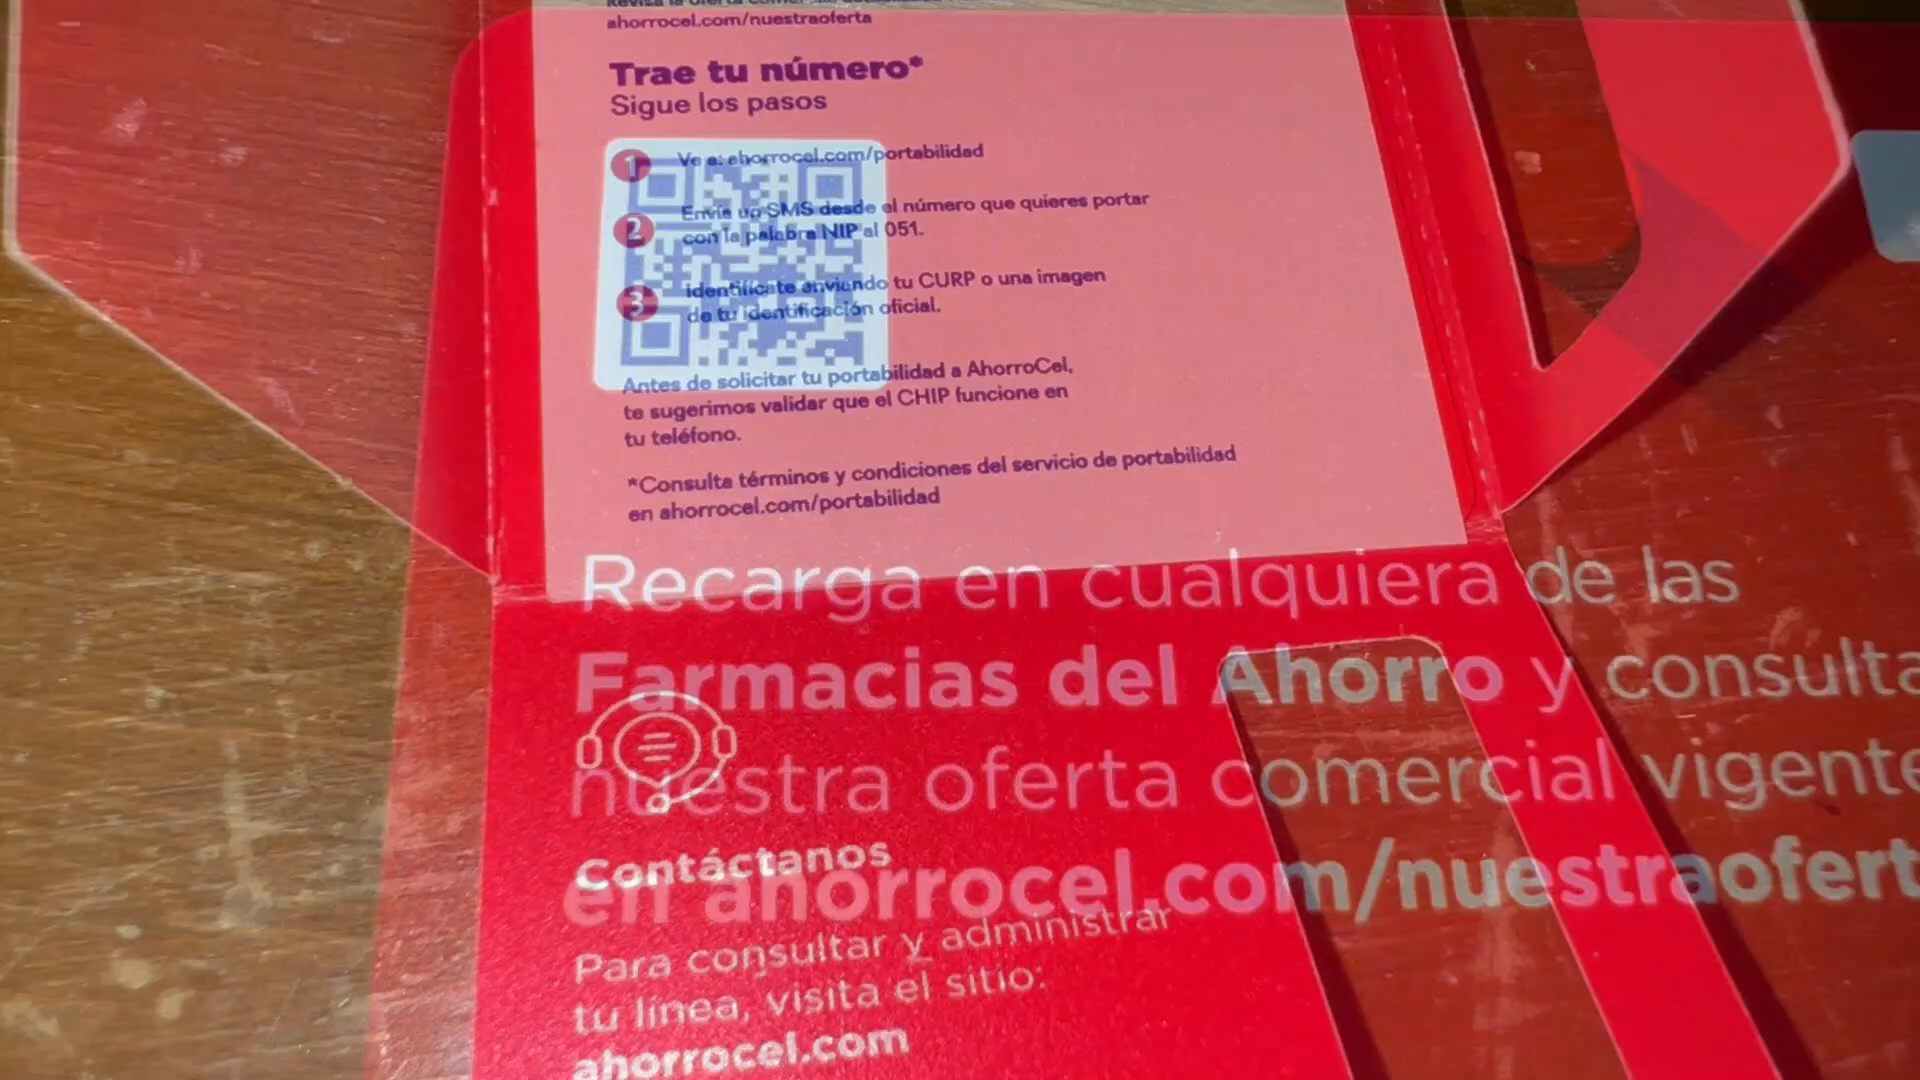 ahorrocel.com/nuestraoferta
Trae tu número*
Sigue los pasos
1 Ve a: ahorrocel.com/portabilidad
2 Envía un SMS desde el número que quieres portar
con la palabra NIP al 051.
3 identifícate enviando tu CURP o una imagen
de tu identificación oficial.
Antes de solicitar tu portabilidad a AhorroCel,
te sugerimos validar que el CHIP funcione en
tu teléfono.
*Consulta términos y condiciones del servicio de portabilidad
en ahorrocel.com/portabilidad
Recarga en cualquiera de las
Farmacias del Ahorro y consulta
nuestra oferta comercial vigente
en ahorrocel.com/nuestraofert
Contáctanos
Para consultar y administrar
tu línea, visita el sitio:
ahorrocel.com